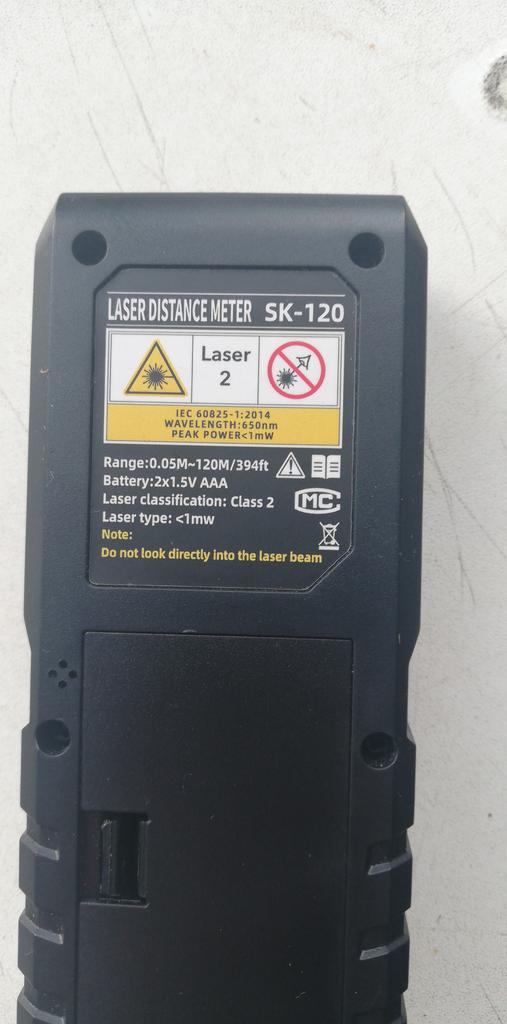 LASER DISTANCE METER SK-120
Laser
2
IEC 60825-1:2014
WAVELENGTH:650nm
PEAK POWER<1mW
Range:0.05M~120M/394ft
Battery:2x1.5V AAA
Laser classification: Class 2
MC
Laser type: <1mw
Note:
Do not look directly into the laser beam